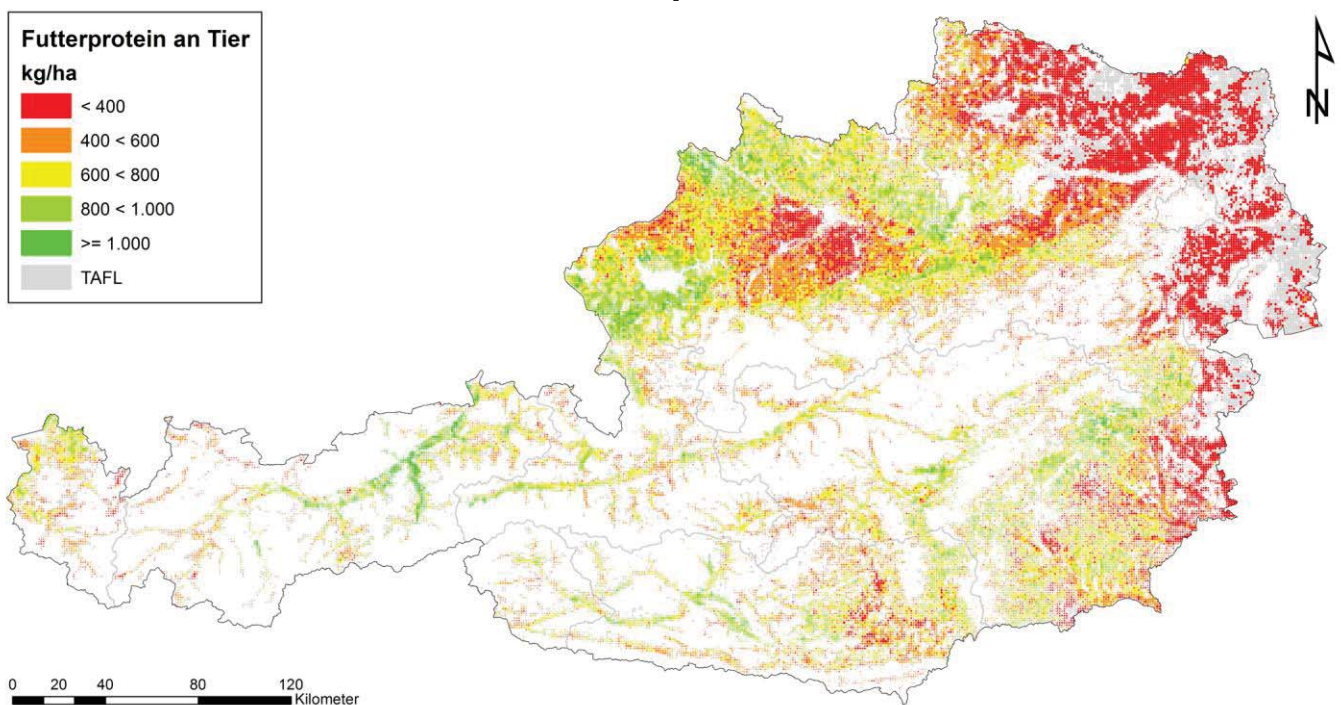 Futterprotein an Tier
kg/ha
< 400
400 < 600
600 < 800
800 < 1.000
>= 1.000
TAFL
N
0 20 40 80 120
Kilometer